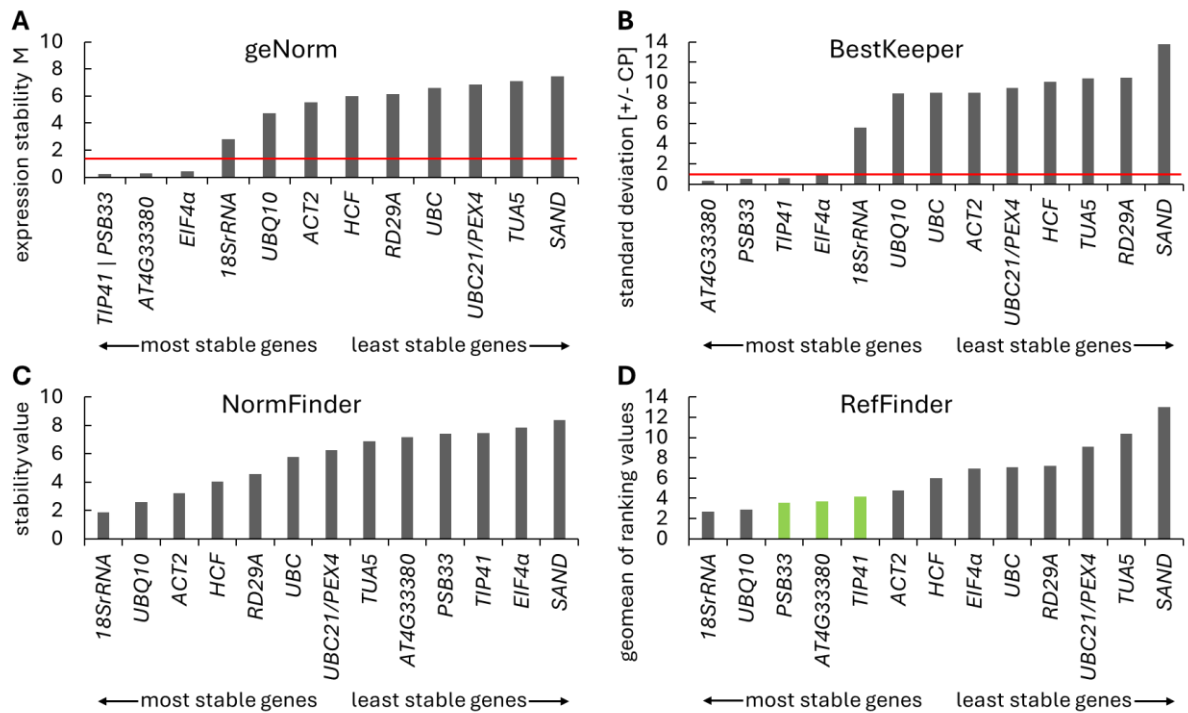 A
geNorm
expression stability M
10
8
6
4
2
0
TIP41 | PSB33
AT4G33380
EIF4α
18SrRNA
UBQ10
ACT2
HCF
RD29A
UBC
UBC21/PEX4
TUA5
SAND
most stable genes
least stable genes
B
BestKeeper
standard deviation [+/- CP]
14
12
10
8
6
4
2
0
AT4G33380
PSB33
TIP41
EIF4α
18SrRNA
UBQ10
UBC
ACT2
UBC21/PEX4
HCF
TUA5
RD29A
SAND
most stable genes
least stable genes
C
NormFinder
stability value
10
8
6
4
2
0
18SrRNA
UBQ10
ACT2
HCF
RD29A
UBC
UBC21/PEX4
TUA5
AT4G33380
PSB33
TIP41
EIF4α
SAND
most stable genes
least stable genes
D
RefFinder
geomean of ranking values
14
12
10
8
6
4
2
0
18SrRNA
UBQ10
PSB33
AT4G33380
TIP41
ACT2
HCF
EIF4α
UBC
RD29A
UBC21/PEX4
TUA5
SAND
most stable genes
least stable genes